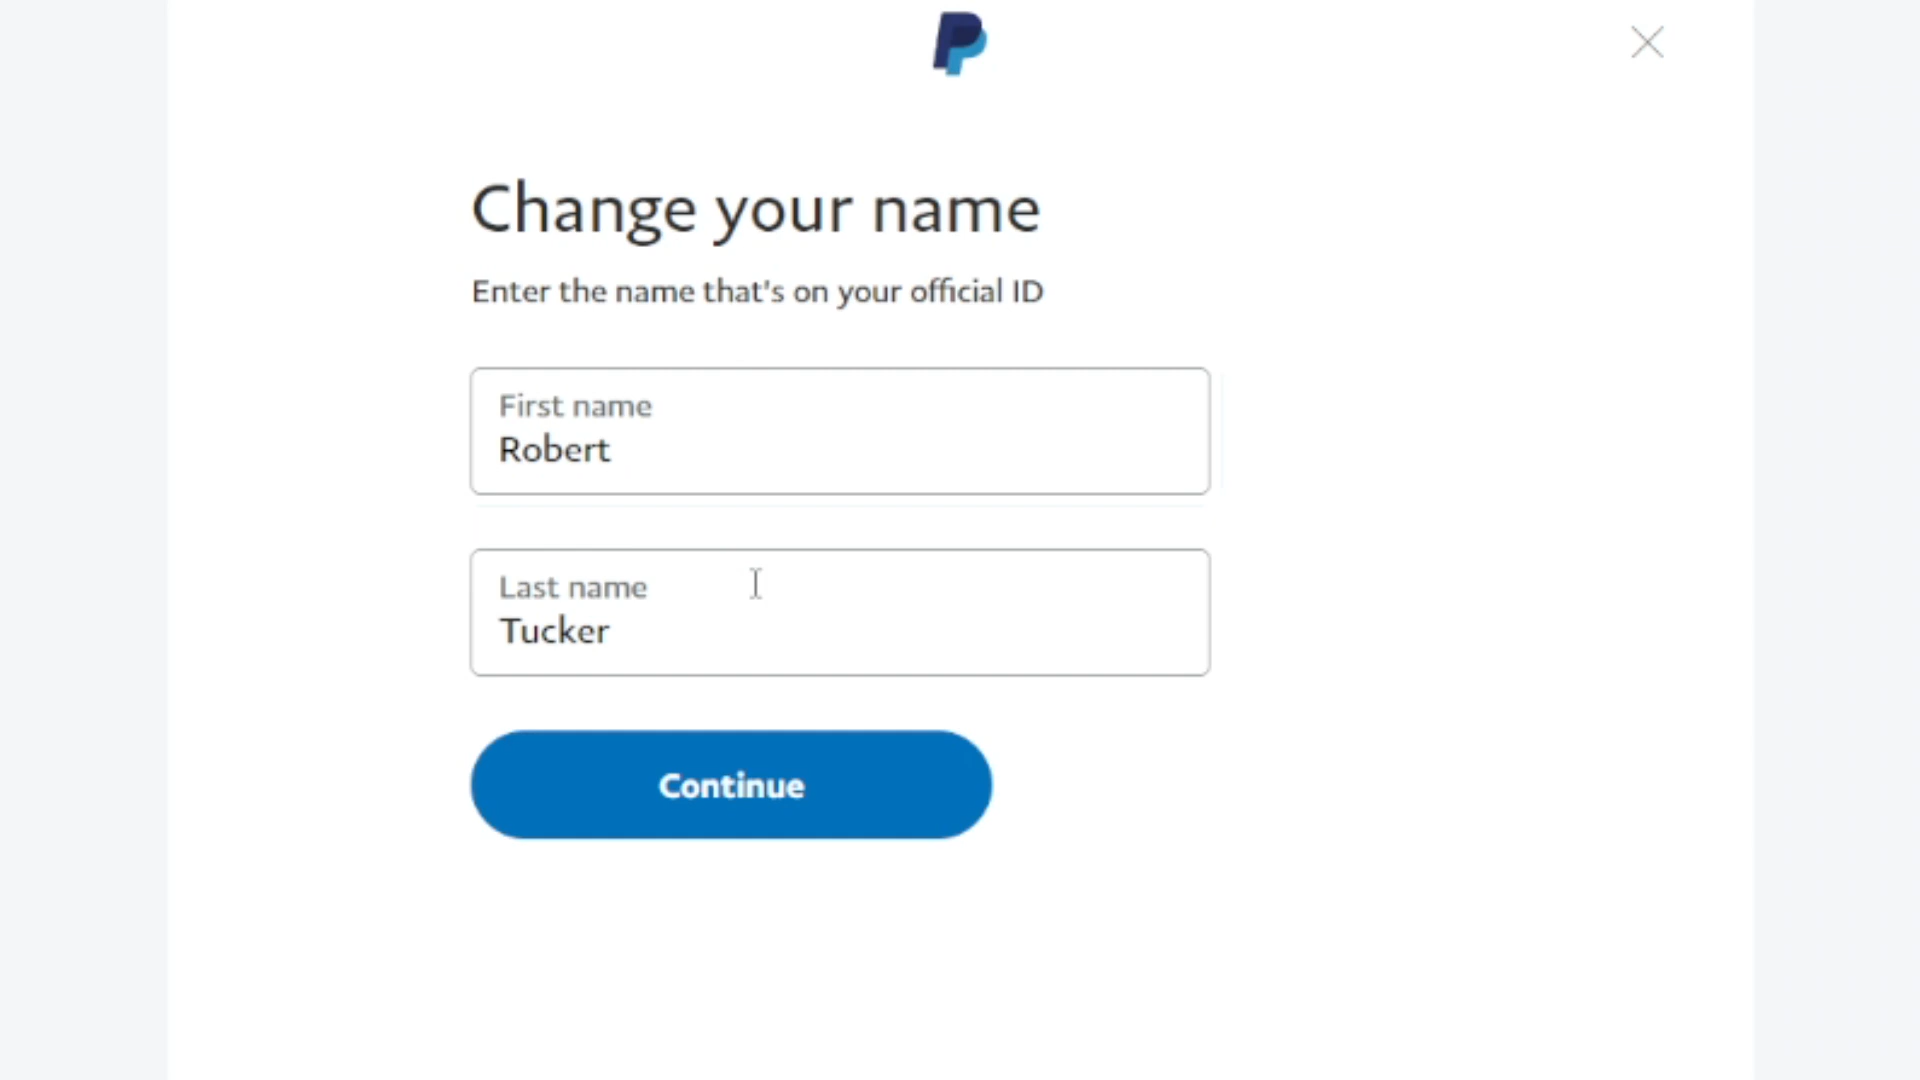 Change your name
Enter the name that's on your official ID
First name
Robert
Last name
Tucker
Continue